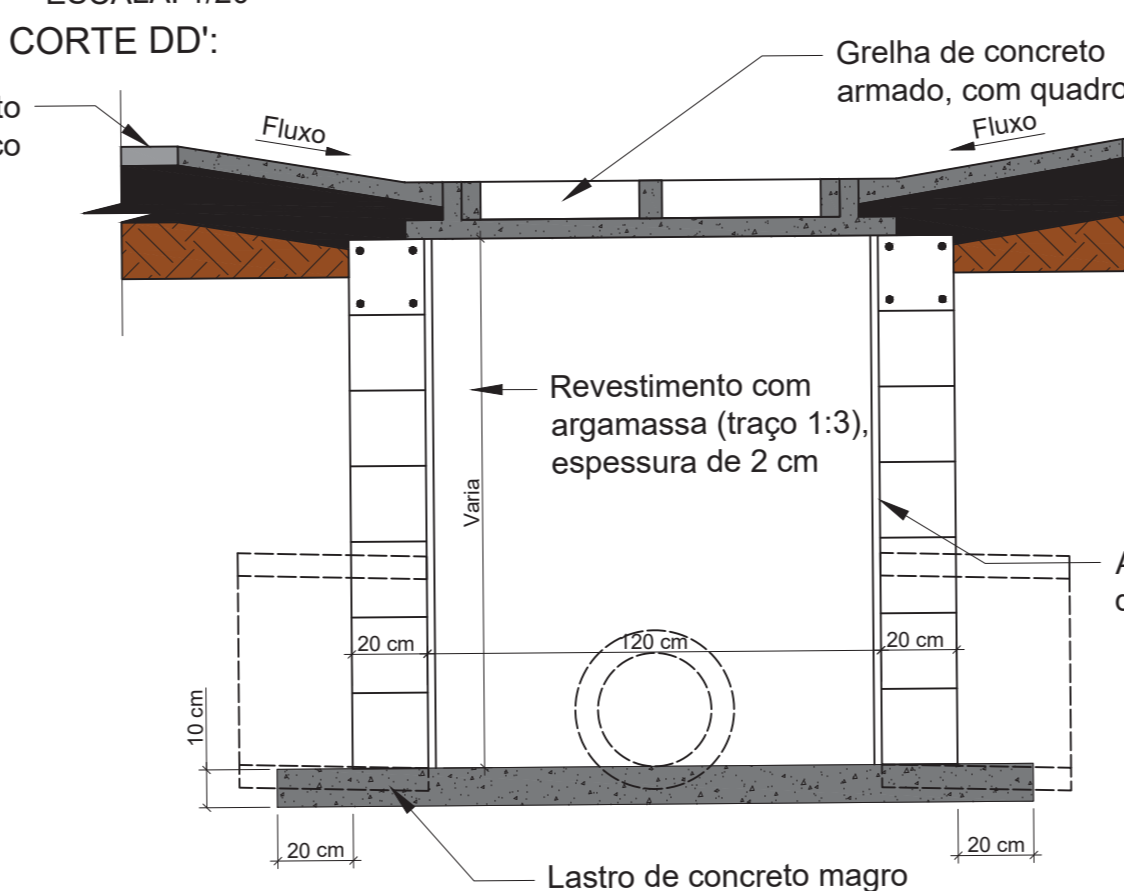 CORTE DD':
Grelha de concreto
armado, com quadro
Fluxo
Fluxo
Revestimento com
argamassa (traço 1:3),
espessura de 2 cm
Varia
20 cm
120 cm
20 cm
10 cm
20 cm
20 cm
Lastro de concreto magro